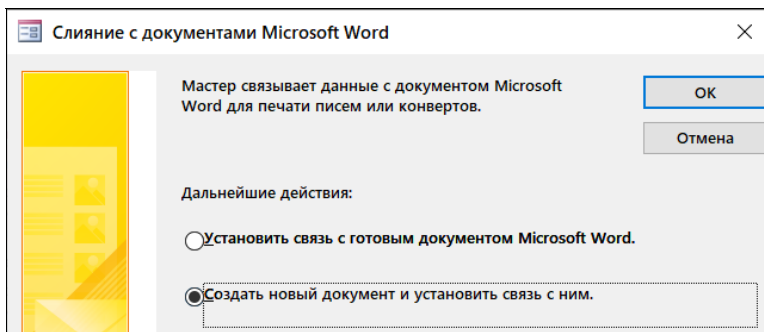 Слияние с документами Microsoft Word
Мастер связывает данные с документом Microsoft
Word для печати писем или конвертов.
ОК
Отмена
Дальнейшие действия:
Установить связь с готовым документом Microsoft Word.
Создать новый документ и установить связь с ним.